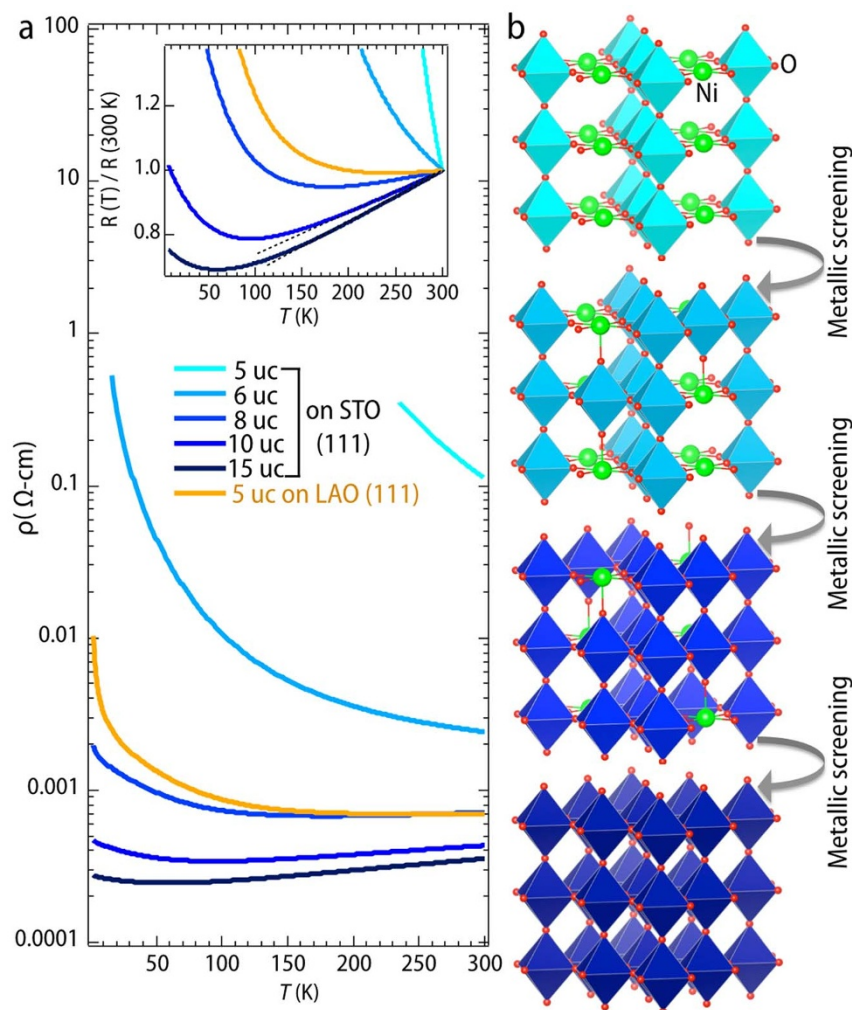 a
100
10
1
0.1
0.01
0.001
0.0001
ρ( Ω-cm)
50
100
150
200
250
300
T (K)
1.2
1.0
0.8
R (T) / R (300 K)
50
100
150
200
250
300
T (K)
5 uc
6 uc
8 uc
10 uc
15 uc
on STO
(111)
5 uc on LAO (111)
b
O
Ni
Metallic screening
Metallic screening
Metallic screening